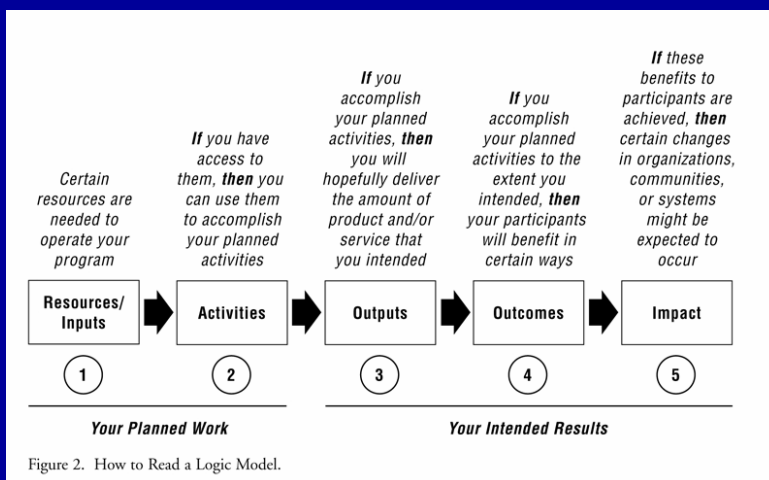 Certain
resources are
needed to
operate your
program
If you have
access to
them, then you
can use them
to accomplish
your planned
activities
If you
accomplish
your planned
activities, then
you will
hopefully deliver
the amount of
product and/or
service that
you intended
If you
accomplish
your planned
activities to the
extent you
intended, then
your participants
will benefit in
certain ways
If these
benefits to
participants are
achieved, then
certain changes
in organizations,
communities,
or systems
might be
expected to
occur
Resources/
Inputs
Activities
Outputs
Outcomes
Impact
1
2
3
4
5
Your Planned Work
Your Intended Results
Figure 2. How to Read a Logic Model.